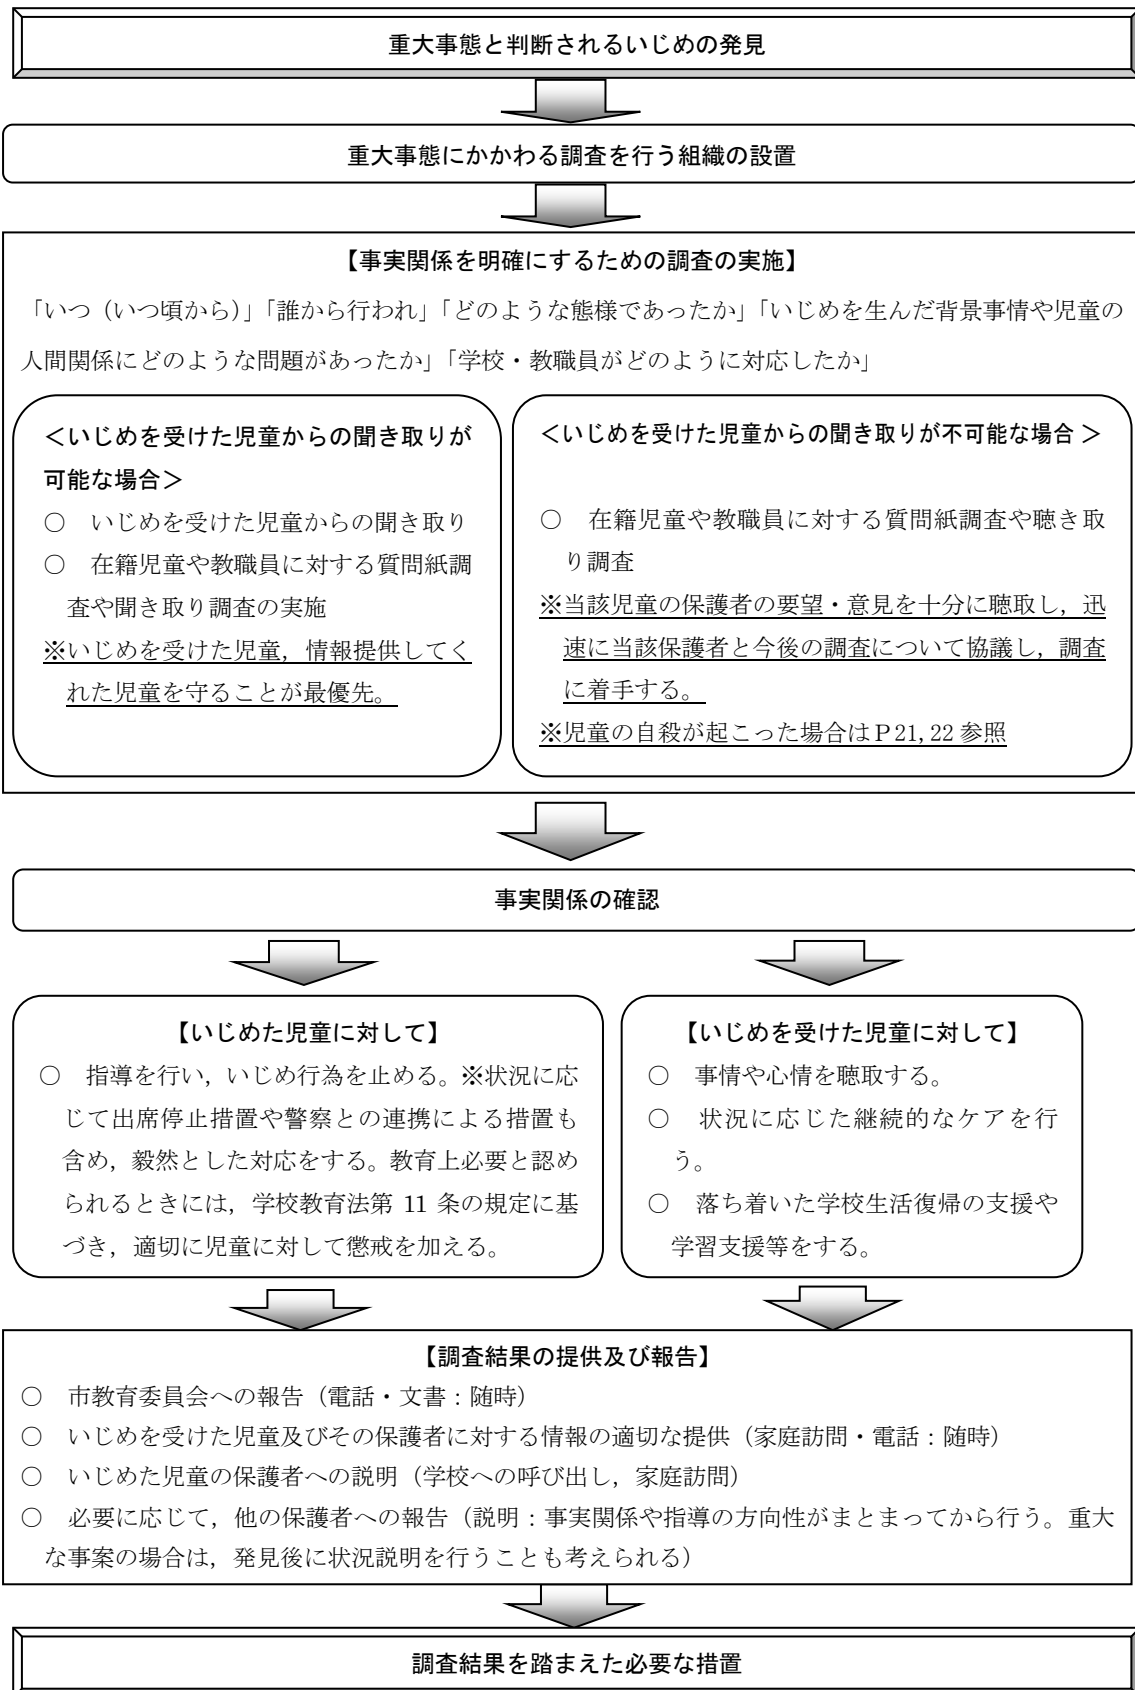 重大事態と判断されるいじめの発見
重大事態にかかわる調査を行う組織の設置
【事実関係を明確にするための調査の実施】
「いつ（いつ頃から）」「誰から行われ」「どのような態様であったか」「いじめを生んだ背景事情や児童の
人間関係にどのような問題があったか」「学校・教職員がどのように対応したか」
＜いじめを受けた児童からの聞き取りが
可能な場合＞
○　いじめを受けた児童からの聞き取り
○　在籍児童や教職員に対する質問紙調
査や聞き取り調査の実施
※いじめを受けた児童，情報提供してく
れた児童を守ることが最優先。
＜いじめを受けた児童からの聞き取りが不可能な場合＞
○　在籍児童や教職員に対する質問紙調査や聴き取
り調査
※当該児童の保護者の要望・意見を十分に聴取し，迅
速に当該保護者と今後の調査について協議し，調査
に着手する。
※児童の自殺が起こった場合はＰ21,22 参照
事実関係の確認
【いじめた児童に対して】
○　指導を行い，いじめ行為を止める。※状況に応
じて出席停止措置や警察との連携による措置も
含め，毅然とした対応をする。教育上必要と認め
られるときには，学校教育法第 11 条の規定に基
づき，適切に児童に対して懲戒を加える。
【いじめを受けた児童に対して】
○　事情や心情を聴取する。
○　状況に応じた継続的なケアを行
う。
○　落ち着いた学校生活復帰の支援や
学習支援等をする。
【調査結果の提供及び報告】
○　市教育委員会への報告（電話・文書：随時）
○　いじめを受けた児童及びその保護者に対する情報の適切な提供（家庭訪問・電話：随時）
○　いじめた児童の保護者への説明（学校への呼び出し，家庭訪問）
○　必要に応じて，他の保護者への報告（説明：事実関係や指導の方向性がまとまってから行う。重大
な事案の場合は，発見後に状況説明を行うことも考えられる）
調査結果を踏まえた必要な措置